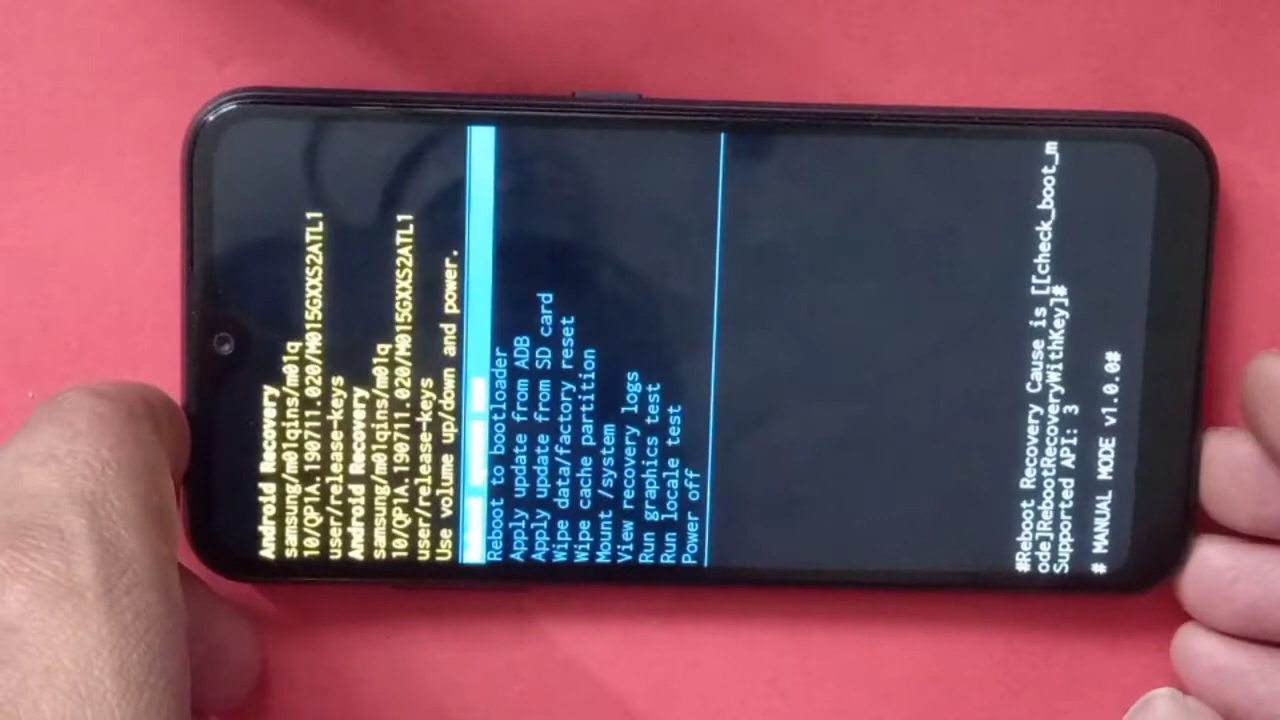 Android Recovery
samsung/m01qins/m01q
10/QP1A.190711.020/M015GXXS2ATL1
user/release-keys
Android Recovery
samsung/m01qins/m01q
10/QP1A.190711.020/M015GXXS2ATL1
user/release-keys
Use volume up/down and power.
Reboot to bootloader
Apply update from ADB
Apply update from SD card
Wipe data/factory reset
Wipe cache partition
Mount /system
View recovery logs
Run graphics test
Run locale test
Power off
#Reboot Recovery Cause is [[check_boot_m
ode]RebootRecoveryWithKey]#
Supported API: 3
# MANUAL MODE v1.0.0#